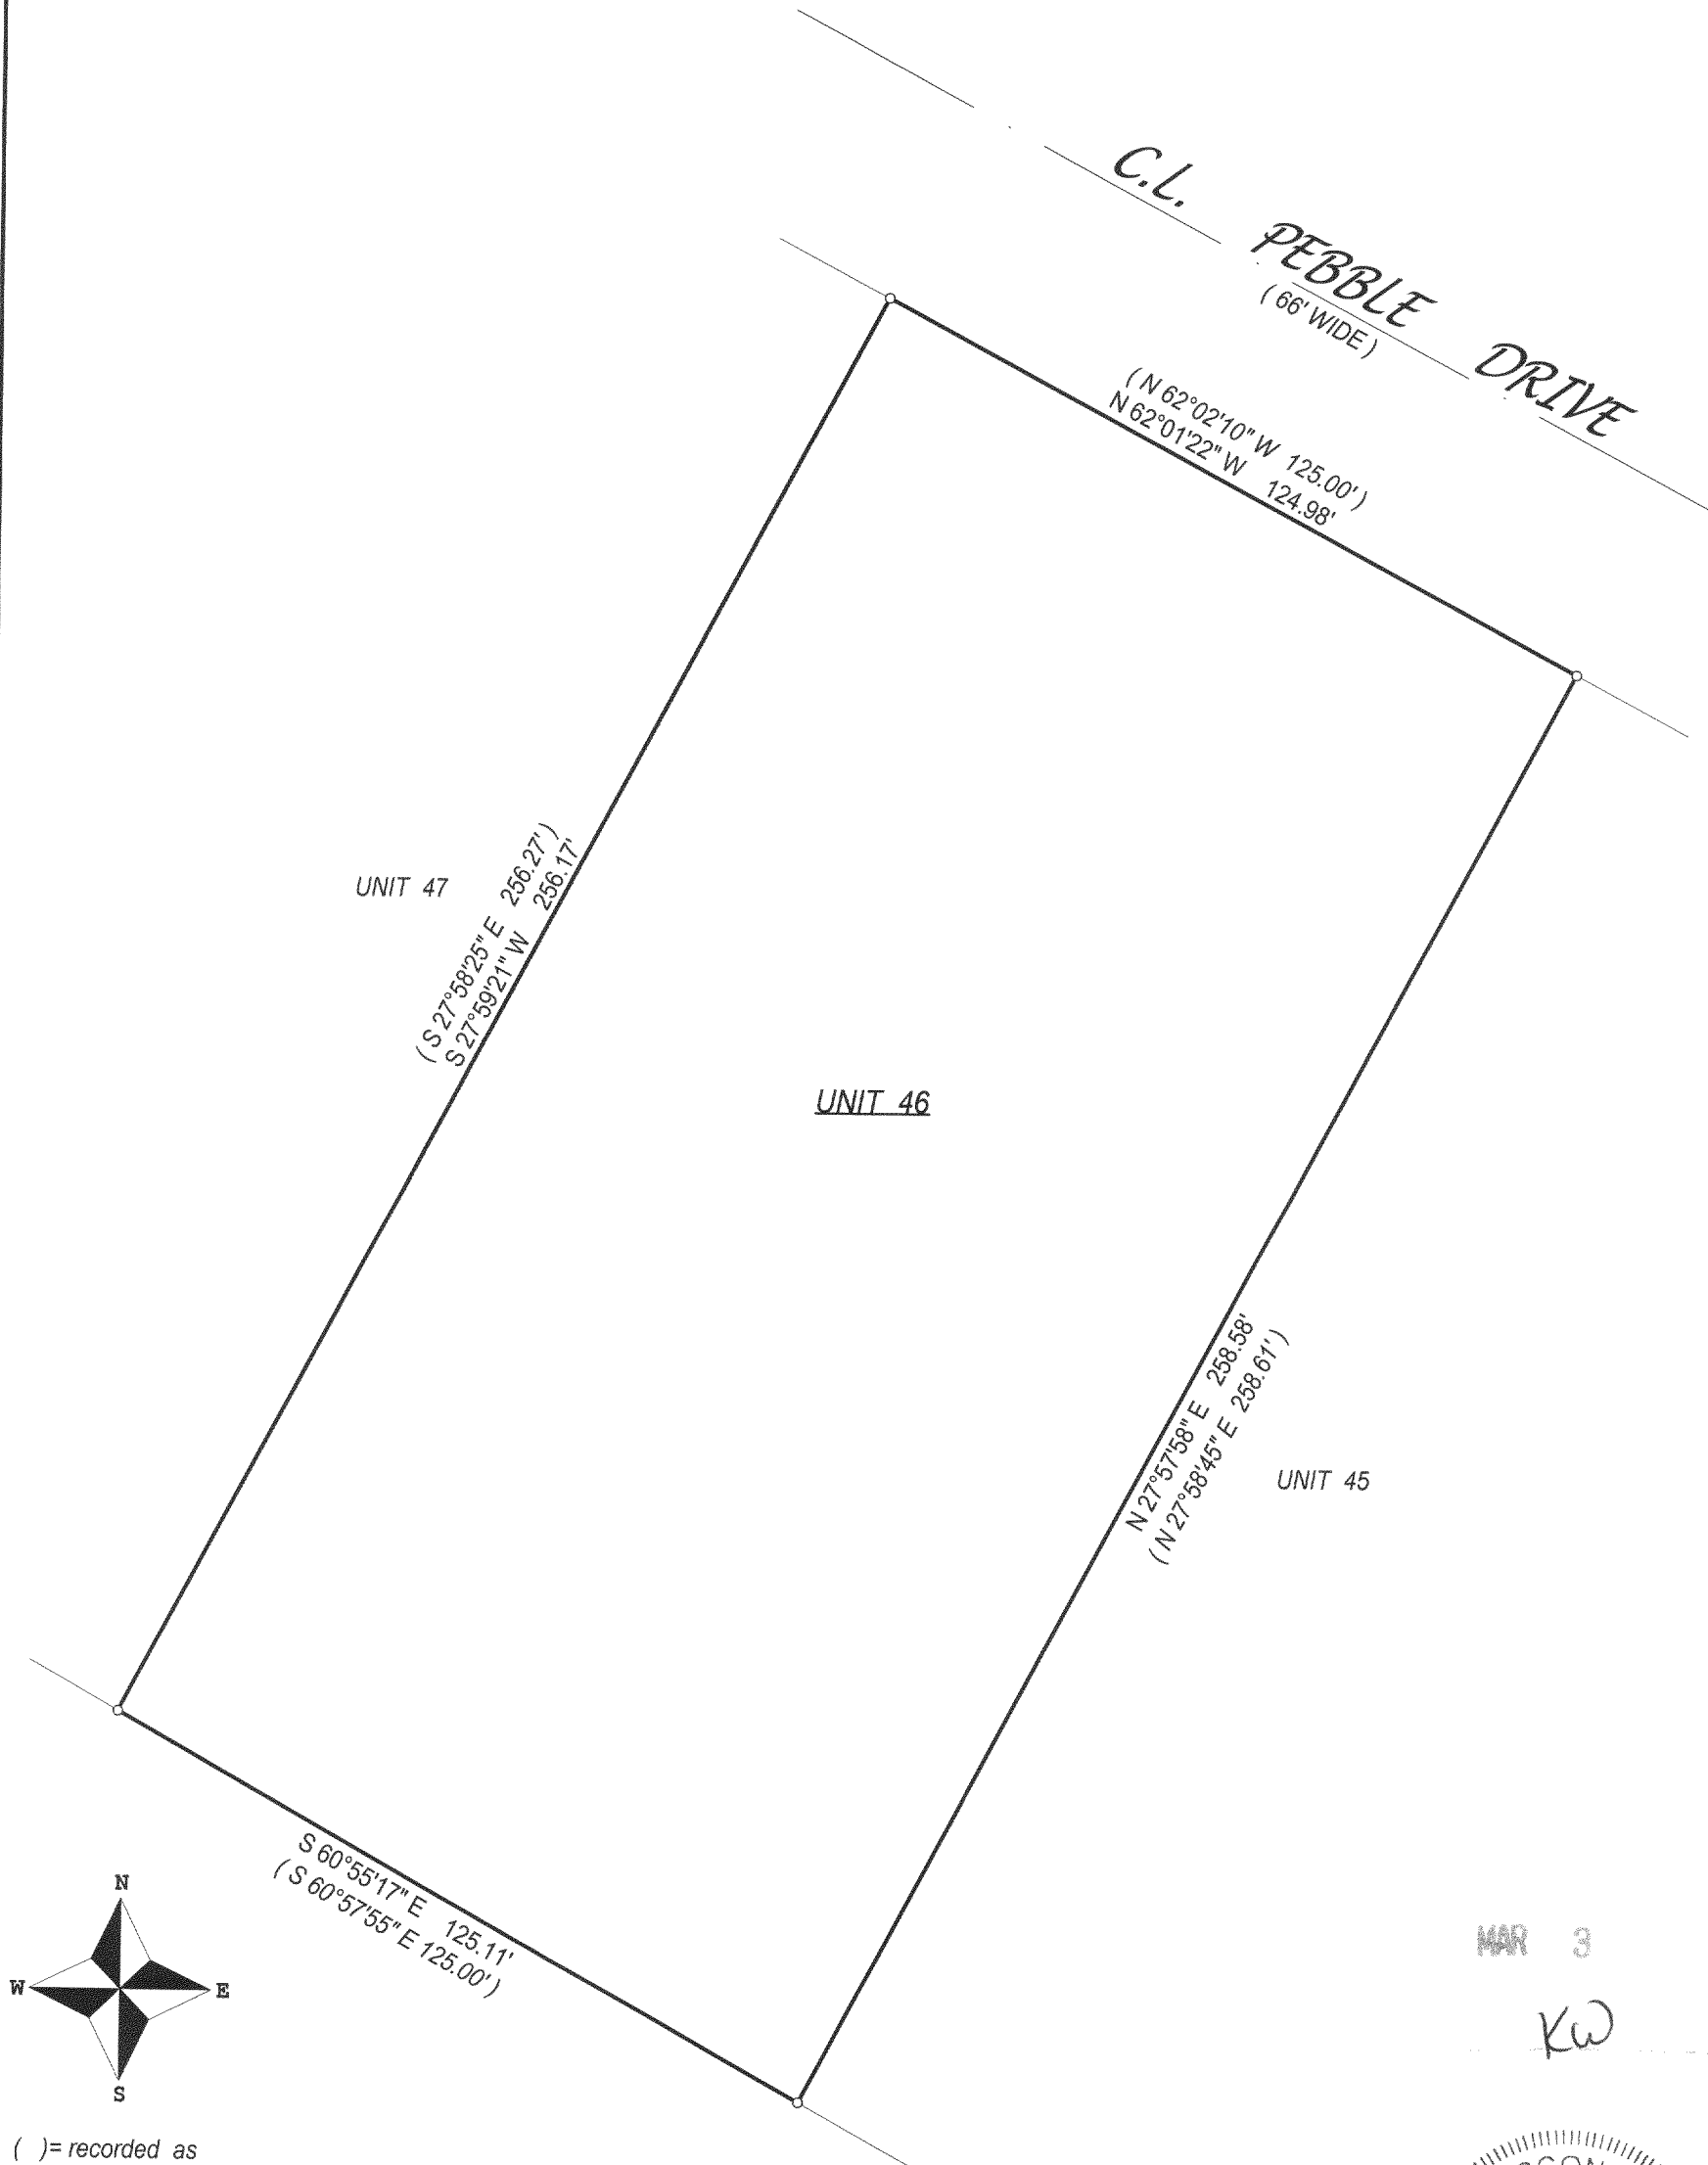 C.L. PEBBLE DRIVE
( 66' WIDE )
( N 62°02'10" W 125.00' )
N 62°01'22" W 124.98'
( S 27°58'25" E 256.27' )
S 27°59'21" W 256.17'
UNIT 47
UNIT 46
N 27°57'58" E 258.58'
( N 27°58'45" E 258.61' )
UNIT 45
S 60°55'17" E 125.11'
( S 60°57'55" E 125.00' )
N
W
E
S
MAR 3
KW
( )= recorded as